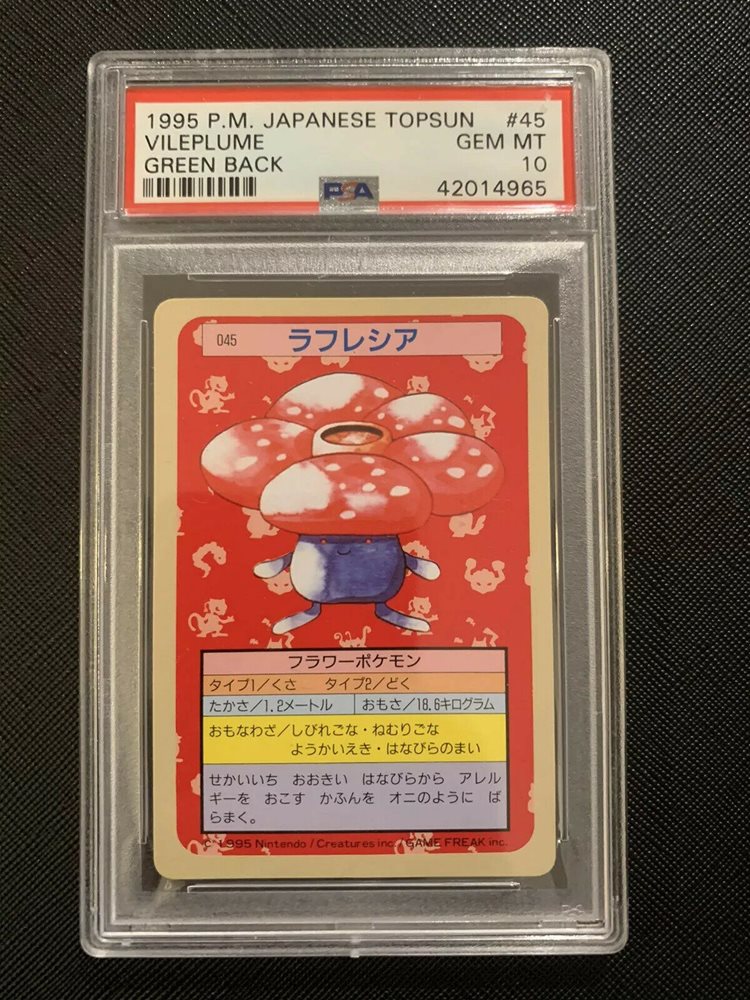 1995 P.M. JAPANESE TOPSUN #45
VILEPLUME GEM MT
GREEN BACK 10
PSA 42014965
045 ラフレシア
フラワーポケモン
タイプ1/くさ タイプ2/どく
たかさ/1.2メートル おもさ/18.6キログラム
おもなわざ/しびれごな・ねむりごな
ようかいえき・はなびらのまい
せかいいち おおきい はなびらから アレル
ギーを おこす かふんを オニのように ば
らまく。
©1995 Nintendo / Creatures inc. / GAME FREAK inc.